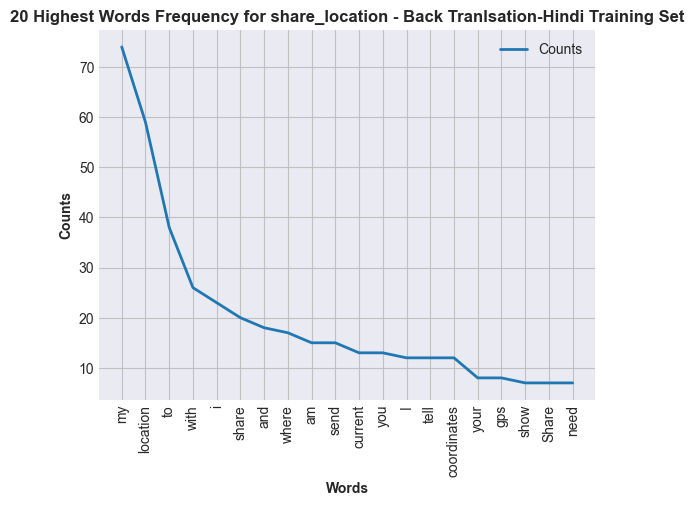 20 Highest Words Frequency for share_location - Back Tranlsation-Hindi Training Set
Counts
70
60
50
40
30
20
10
Counts
my
location
to
with
i
share
and
where
am
send
current
you
I
tell
coordinates
your
gps
show
Share
need
Words